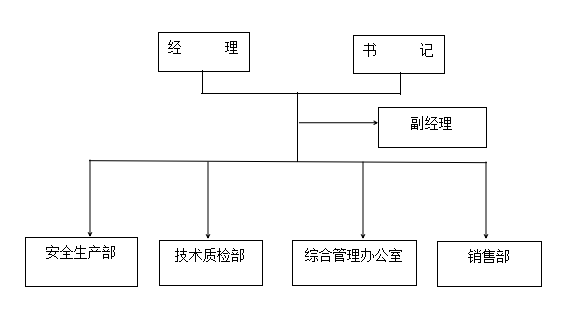 经 理
书 记
副经理
安全生产部
技术质检部
综合管理办公室
销售部